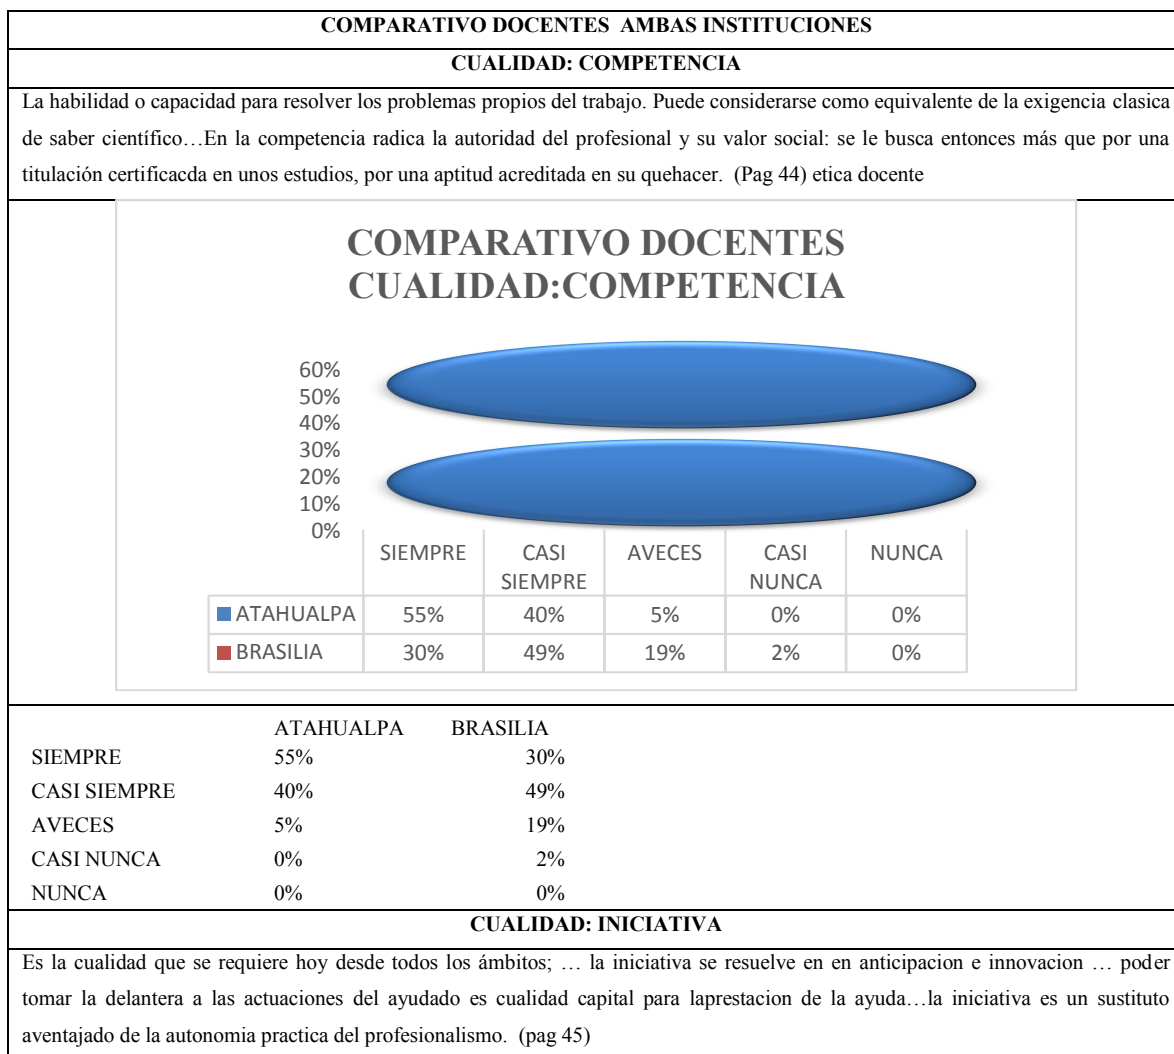 COMPARATIVO DOCENTES AMBAS INSTITUCIONES
CUALIDAD: COMPETENCIA
La habilidad o capacidad para resolver los problemas propios del trabajo. Puede considerarse como equivalente de la exigencia clasica
de saber científico…En la competencia radica la autoridad del profesional y su valor social: se le busca entonces más que por una
titulación certificacda en unos estudios, por una aptitud acreditada en su quehacer. (Pag 44) etica docente
COMPARATIVO DOCENTES
CUALIDAD:COMPETENCIA
60%
50%
40%
30%
20%
10%
0%
SIEMPRE CASI SIEMPRE AVECES CASI NUNCA NUNCA
ATAHUALPA 55% 40% 5% 0% 0%
BRASILIA 30% 49% 19% 2% 0%
ATAHUALPA BRASILIA
SIEMPRE 55% 30%
CASI SIEMPRE 40% 49%
AVECES 5% 19%
CASI NUNCA 0% 2%
NUNCA 0% 0%
CUALIDAD: INICIATIVA
Es la cualidad que se requiere hoy desde todos los ámbitos; … la iniciativa se resuelve en en anticipacion e innovacion … poder
tomar la delantera a las actuaciones del ayudado es cualidad capital para laprestacion de la ayuda…la iniciativa es un sustituto
aventajado de la autonomia practica del profesionalismo. (pag 45)